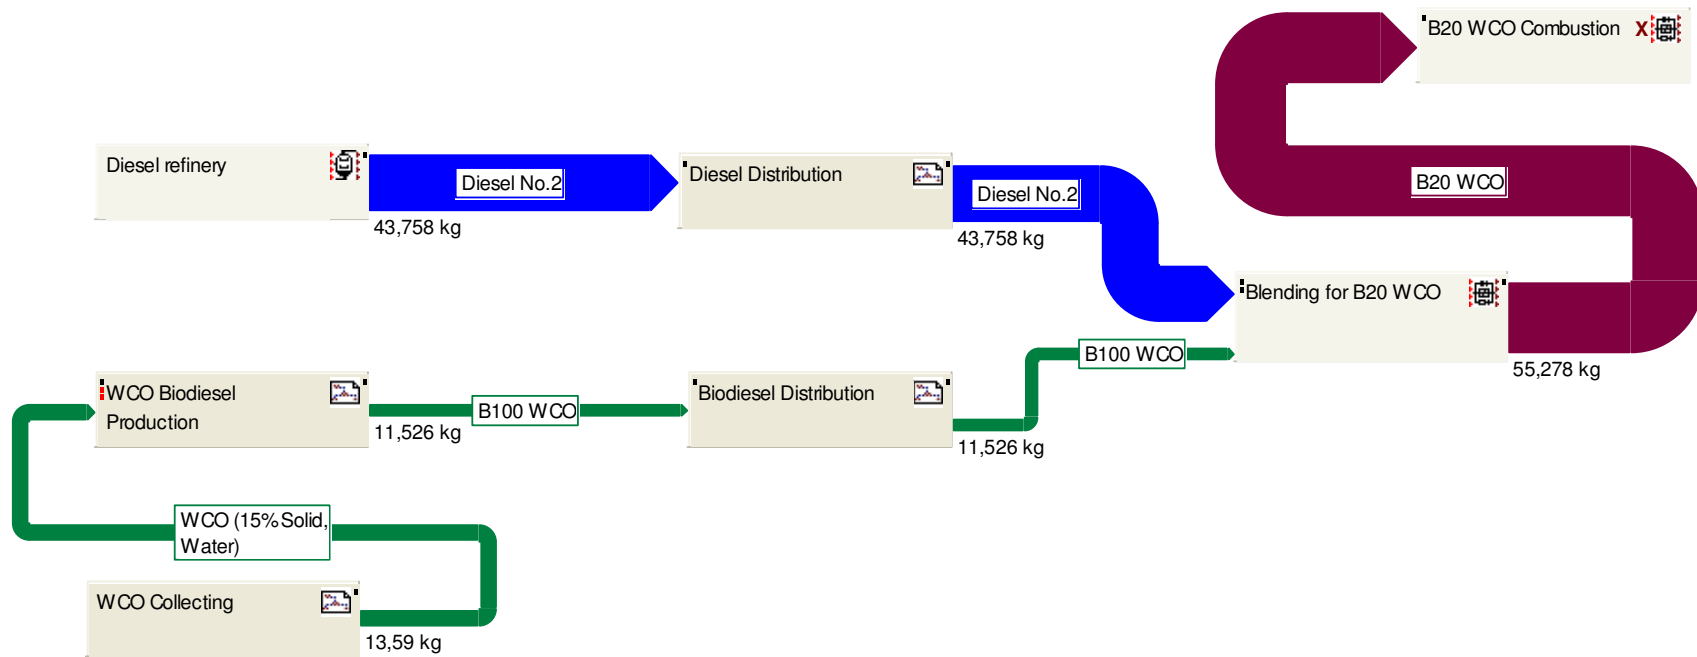 B20 WCO Combustion X
Diesel refinery
Diesel No.2
43,758 kg
Diesel Distribution
Diesel No.2
43,758 kg
B20 WCO
Blending for B20 WCO
55,278 kg
WCO Biodiesel
Production
B100 WCO
11,526 kg
Biodiesel Distribution
11,526 kg
B100 WCO
WCO (15% Solid,
Water)
WCO Collecting
13,59 kg